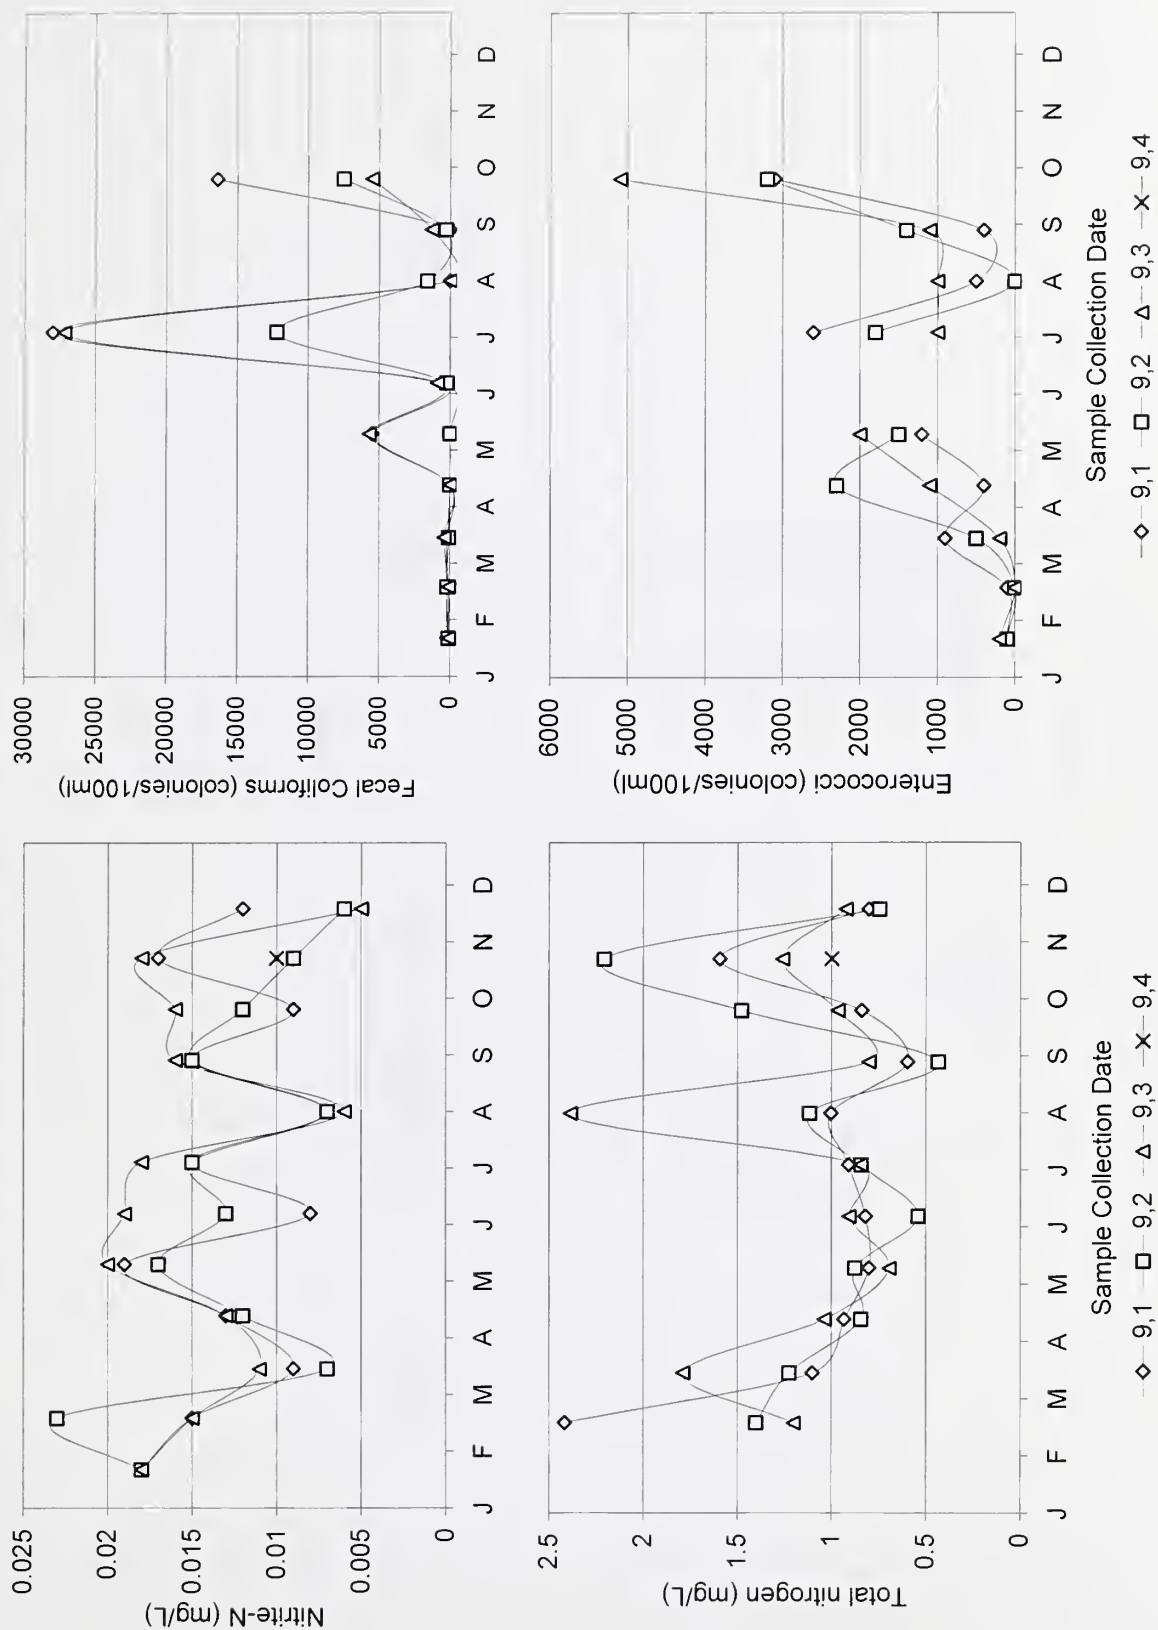 Nitrite-N (mg/L)
0.025
0.02
0.015
0.01
0.005
0
J F M A M J J A S O N D
Fecal Coliforms (colonies/100ml)
30000
25000
20000
15000
10000
5000
0
J F M A M J J A S O N D
Total nitrogen (mg/L)
2.5
2
1.5
1
0.5
0
J F M A M J J A S O N D
Sample Collection Date
9,1 9,2 9,3 9,4
Enterococci (colonies/100ml)
6000
5000
4000
3000
2000
1000
0
J F M A M J J A S O N D
Sample Collection Date
9,1 9,2 9,3 9,4